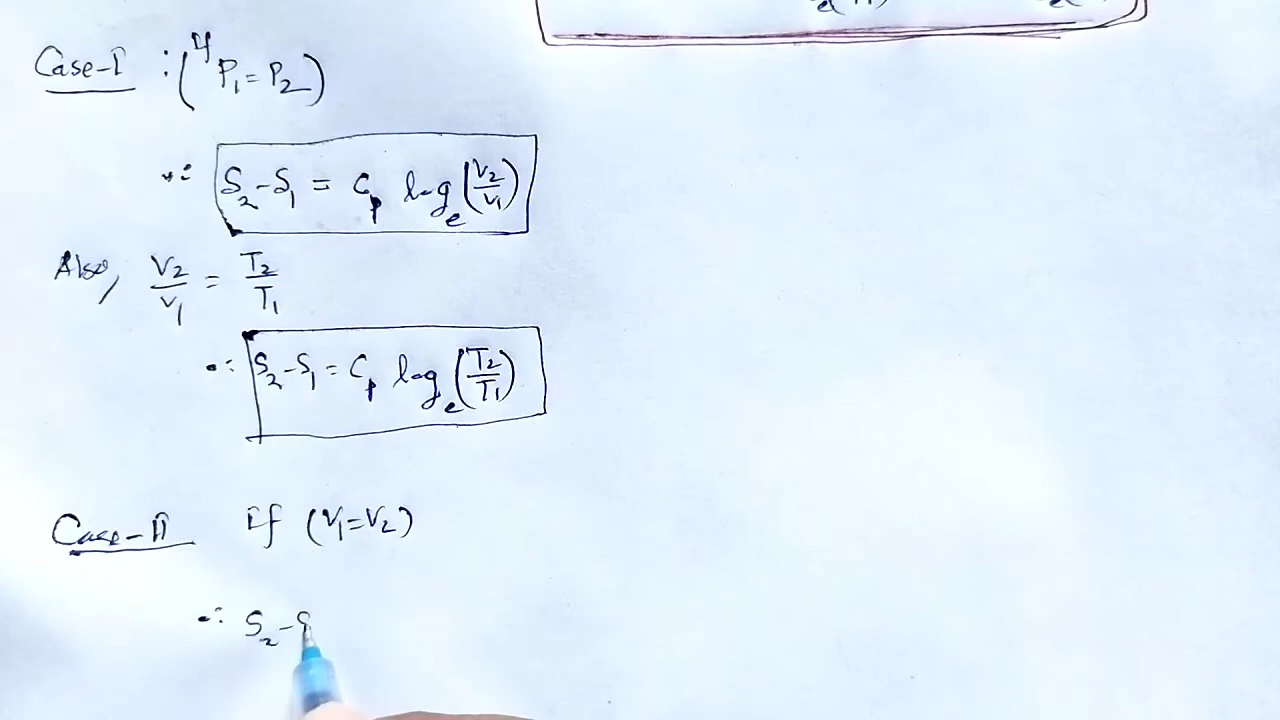 Case-I : (If P₁ = P₂)
∴ S₂-S₁ = Cp logₑ(V₂/V₁)
Also, V₂/V₁ = T₂/T₁
∴ S₂-S₁ = Cp logₑ(T₂/T₁)
Case-II If (V₁=V₂)
∴ S₂-S